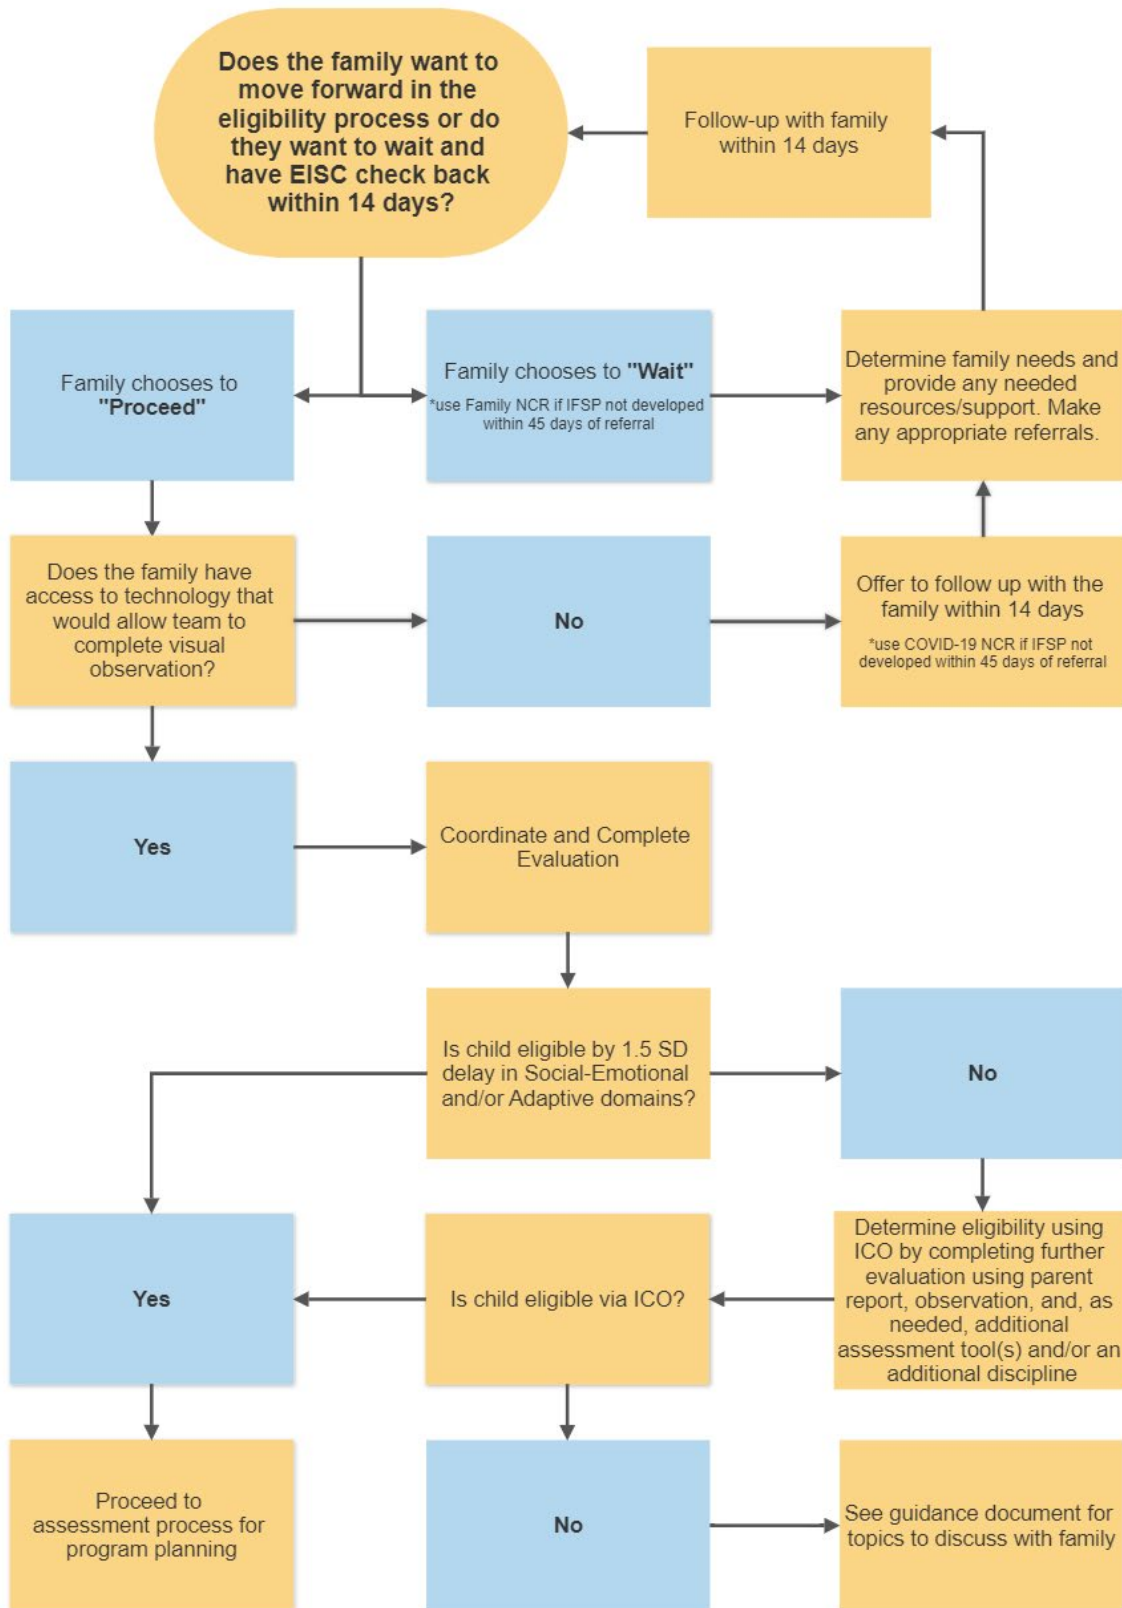 Does the family want to
move forward in the
eligibility process or do
they want to wait and
have EISC check back
within 14 days?
Follow-up with family
within 14 days
Family chooses to
"Proceed"
Family chooses to "Wait"
*use Family NCR if IFSP not developed
within 45 days of referral
Determine family needs and
provide any needed
resources/support. Make
any appropriate referrals.
Does the family have
access to technology that
would allow team to
complete visual
observation?
No
Offer to follow up with the
family within 14 days
*use COVID-19 NCR if IFSP not
developed within 45 days of referral
Yes
Coordinate and Complete
Evaluation
Is child eligible by 1.5 SD
delay in Social-Emotional
and/or Adaptive domains?
No
Yes
Is child eligible via ICO?
Determine eligibility using
ICO by completing further
evaluation using parent
report, observation, and, as
needed, additional
assessment tool(s) and/or an
additional discipline
Proceed to
assessment process for
program planning
No
See guidance document for
topics to discuss with family